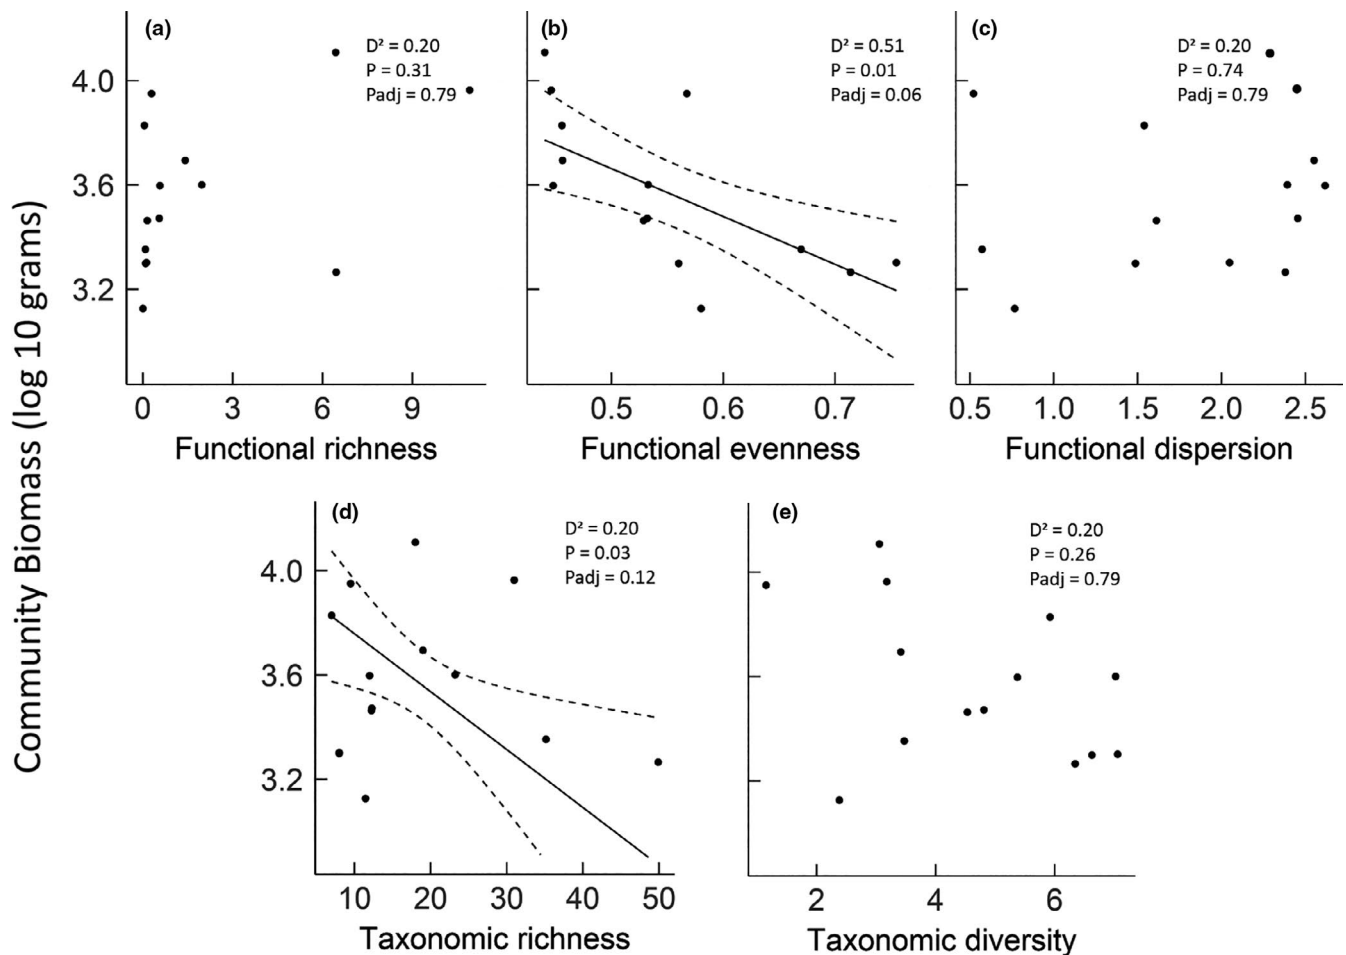 Community Biomass (log 10 grams)
(a)
D² = 0.20
P = 0.31
Padj = 0.79
4.0
3.6
3.2
0 3 6 9
Functional richness
(b)
D² = 0.51
P = 0.01
Padj = 0.06
0.5 0.6 0.7
Functional evenness
(c)
D² = 0.20
P = 0.74
Padj = 0.79
0.5 1.0 1.5 2.0 2.5
Functional dispersion
(d)
D² = 0.20
P = 0.03
Padj = 0.12
4.0
3.6
3.2
10 20 30 40 50
Taxonomic richness
(e)
D² = 0.20
P = 0.26
Padj = 0.79
2 4 6
Taxonomic diversity